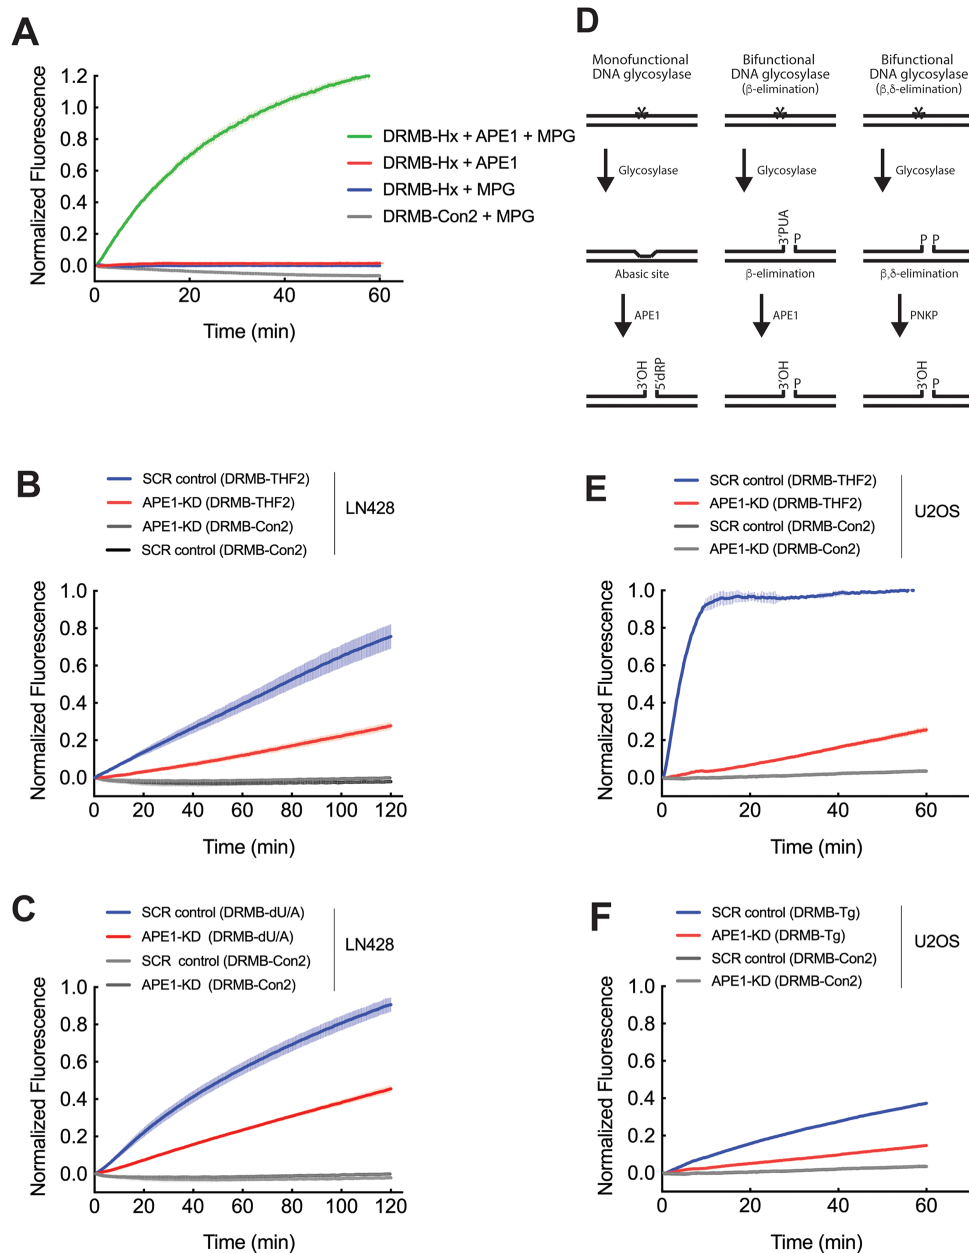 A
Normalized Fluorescence
1.2
1.0
0.8
0.6
0.4
0.2
0.0
0
20
40
60
Time (min)
DRMB-Hx + APE1 + MPG
DRMB-Hx + APE1
DRMB-Hx + MPG
DRMB-Con2 + MPG
D
Monofunctional
DNA glycosylase
Bifunctional
DNA glycosylase
(β-elimination)
Bifunctional
DNA glycosylase
(β,δ-elimination)
Glycosylase
Glycosylase
Glycosylase
3'PUA
P
P
P
Abasic site
β-elimination
β,δ-elimination
APE1
APE1
PNKP
3'OH
5'dRP
3'OH
P
3'OH
P
B
SCR control (DRMB-THF2)
APE1-KD (DRMB-THF2)
APE1-KD (DRMB-Con2)
SCR control (DRMB-Con2)
LN428
Normalized Fluorescence
1.0
0.8
0.6
0.4
0.2
0.0
0
20
40
60
80
100
120
Time (min)
E
SCR control (DRMB-THF2)
APE1-KD (DRMB-THF2)
SCR control (DRMB-Con2)
APE1-KD (DRMB-Con2)
U2OS
Normalized Fluorescence
1.0
0.8
0.6
0.4
0.2
0.0
0
20
40
60
Time (min)
C
SCR control (DRMB-dU/A)
APE1-KD (DRMB-dU/A)
SCR control (DRMB-Con2)
APE1-KD (DRMB-Con2)
LN428
Normalized Fluorescence
1.0
0.8
0.6
0.4
0.2
0.0
0
20
40
60
80
100
120
Time (min)
F
SCR control (DRMB-Tg)
APE1-KD (DRMB-Tg)
SCR control (DRMB-Con2)
APE1-KD (DRMB-Con2)
U2OS
Normalized Fluorescence
1.0
0.8
0.6
0.4
0.2
0.0
0
20
40
60
Time (min)